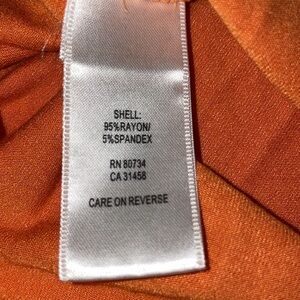 SHELL:
95%RAYON/
5%SPANDEX
RN 80734
CA 31458
CARE ON REVERSE